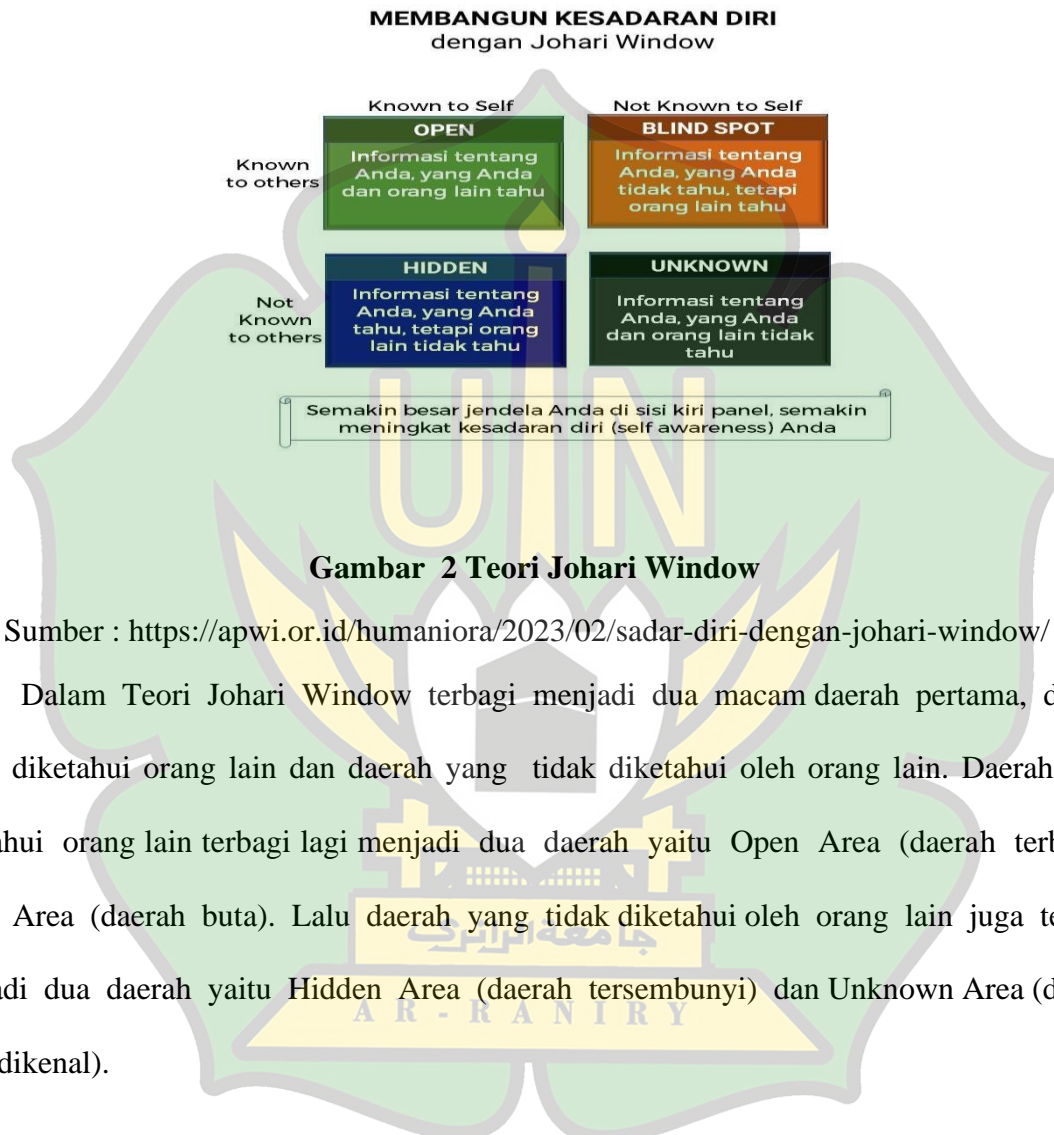 MEMBANGUN KESADARAN DIRI
dengan Johari Window
Known to Self
Not Known to Self
Known
to others
OPEN
Informasi tentang
Anda, yang Anda
dan orang lain tahu
BLIND SPOT
Informasi tentang
Anda, yang Anda
tidak tahu, tetapi
orang lain tahu
Not
Known
to others
HIDDEN
Informasi tentang
Anda, yang Anda
tahu, tetapi orang
lain tidak tahu
UNKNOWN
Informasi tentang
Anda, yang Anda
dan orang lain tidak
tahu
Semakin besar jendela Anda di sisi kiri panel, semakin
meningkat kesadaran diri (self awareness) Anda
UIN
Gambar 2 Teori Johari Window
Sumber : https://apwi.or.id/humaniora/2023/02/sadar-diri-dengan-johari-window/
Dalam Teori Johari Window terbagi menjadi dua macam daerah pertama, d
diketahui orang lain dan daerah yang tidak diketahui oleh orang lain. Daerah
ahui orang lain terbagi lagi menjadi dua daerah yaitu Open Area (daerah terb
Area (daerah buta). Lalu daerah yang tidak diketahui oleh orang lain juga te
adi dua daerah yaitu Hidden Area (daerah tersembunyi) dan Unknown Area (d
dikenal).
جامعة الرانري
AR-RANIRY